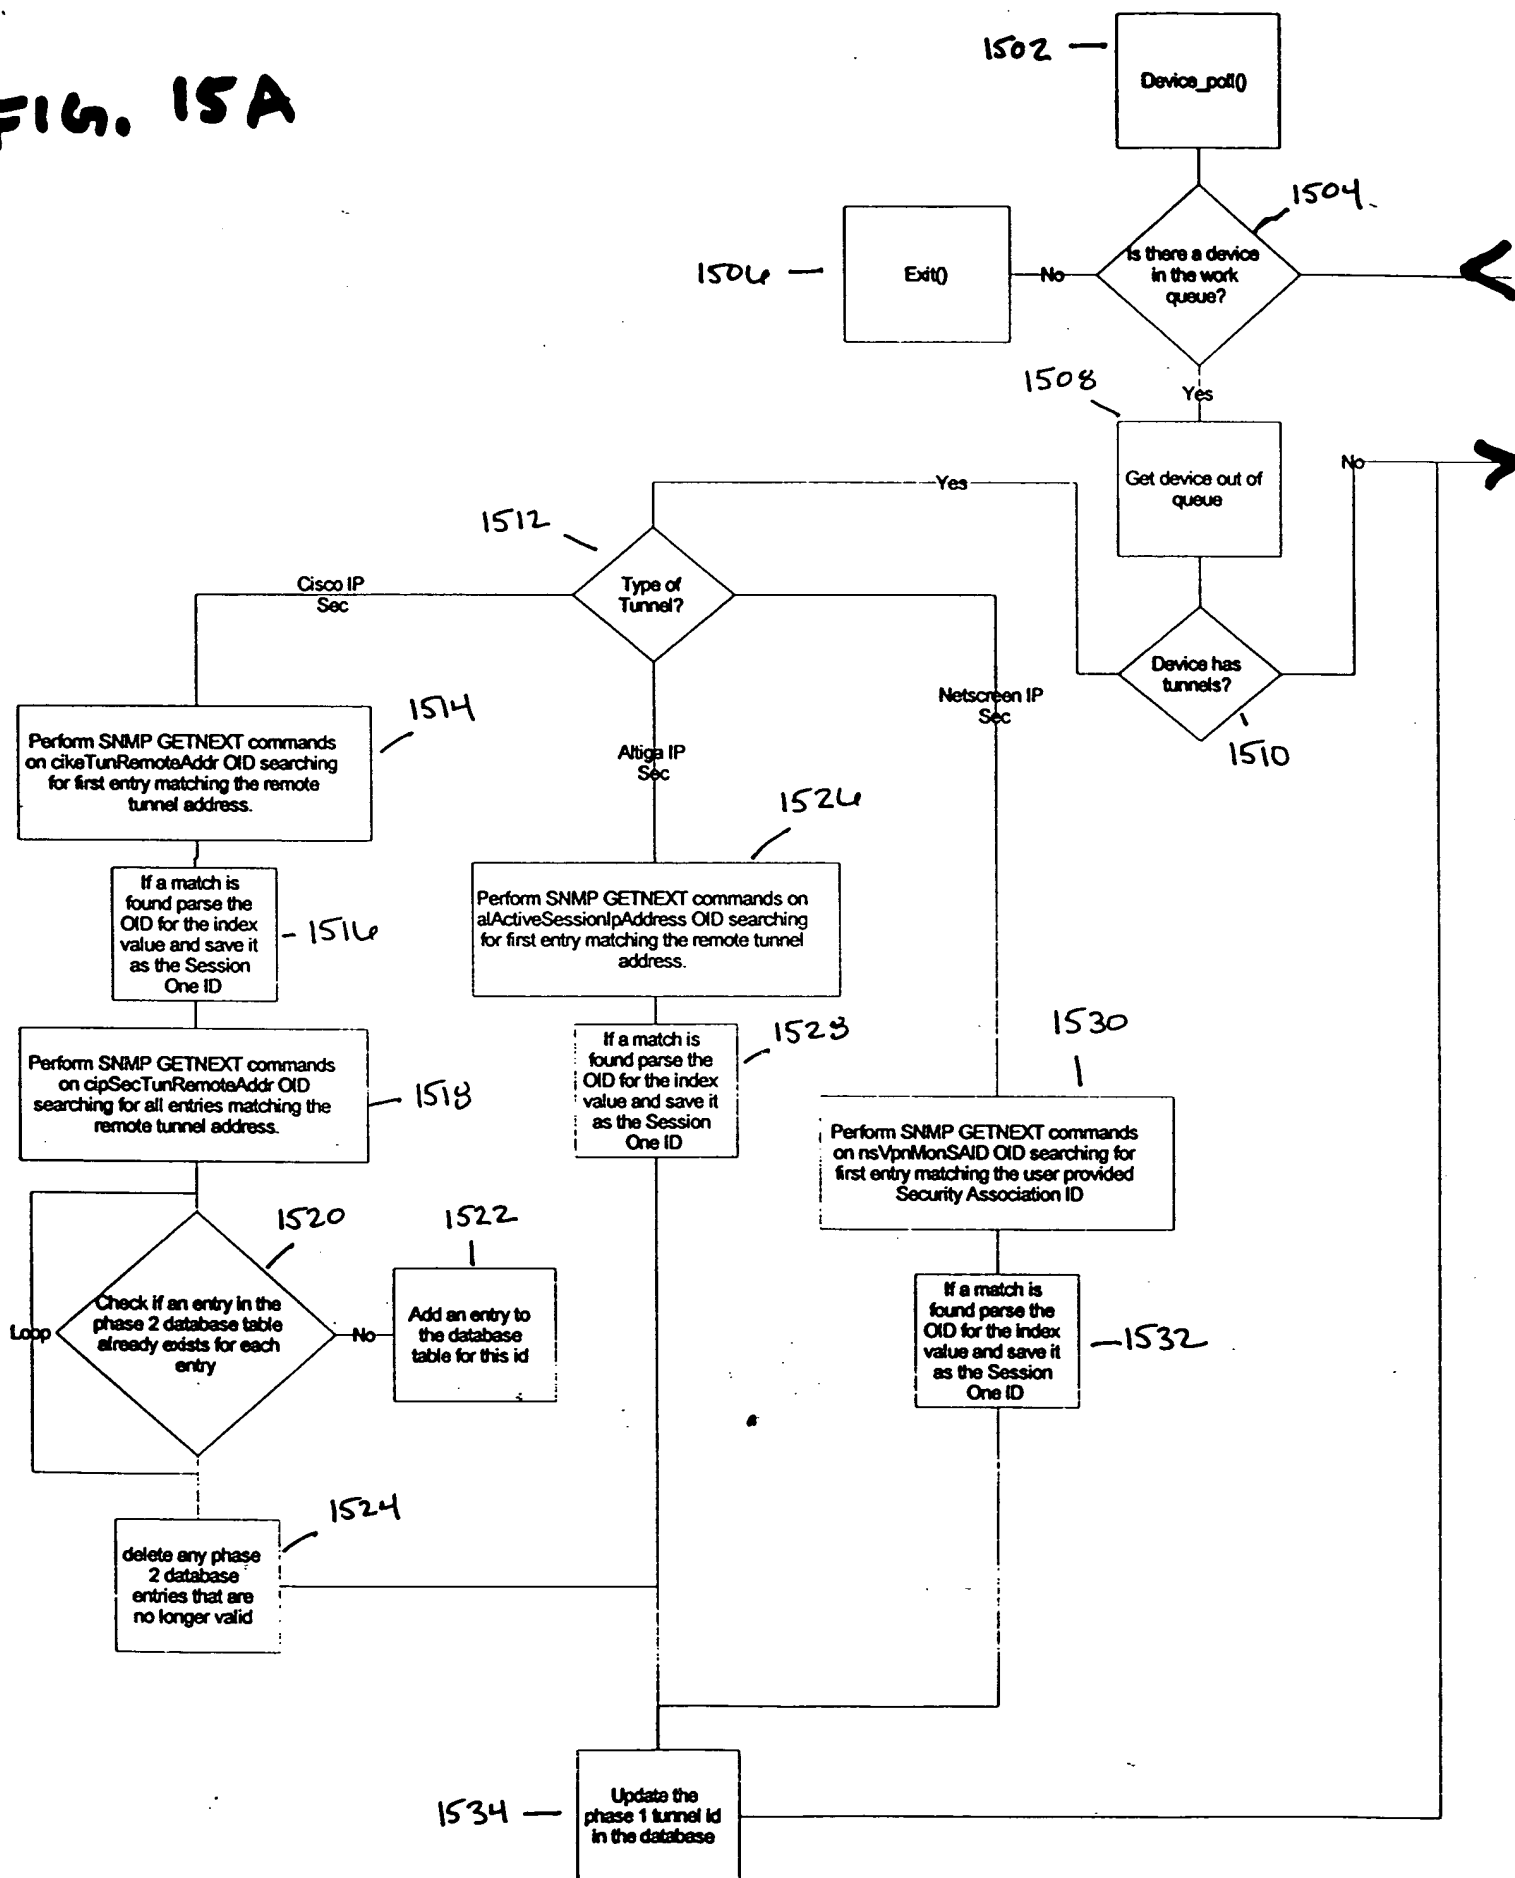 FIG. 15A
1502
Device_poll()
1504
1506
Exit()
No
Is there a device
in the work
queue?
1508
Yes
Get device out of
queue
No
Yes
1512
Type of
Tunnel?
Cisco IP
Sec
Device has
tunnels?
1510
Netscreen IP
Sec
Altiga IP
Sec
1514
Perform SNMP GETNEXT commands
on cikeTunRemoteAddr OID searching
for first entry matching the remote
tunnel address.
1526
Perform SNMP GETNEXT commands on
alActiveSessionIpAddress OID searching
for first entry matching the remote tunnel
address.
If a match is
found parse the
OID for the index
value and save it
as the Session
One ID
1516
1528
If a match is
found parse the
OID for the index
value and save it
as the Session
One ID
1530
Perform SNMP GETNEXT commands
on cipSecTunRemoteAddr OID
searching for all entries matching the
remote tunnel address.
1518
Perform SNMP GETNEXT commands
on nsVpnMonSAID OID searching for
first entry matching the user provided
Security Association ID
1520
1522
Loop
Check if an entry in the
phase 2 database table
already exists for each
entry
No
Add an entry to
the database
table for this id
If a match is
found parse the
OID for the index
value and save it
as the Session
One ID
1532
1524
delete any phase
2 database
entries that are
no longer valid
1534
Update the
phase 1 tunnel id
in the database